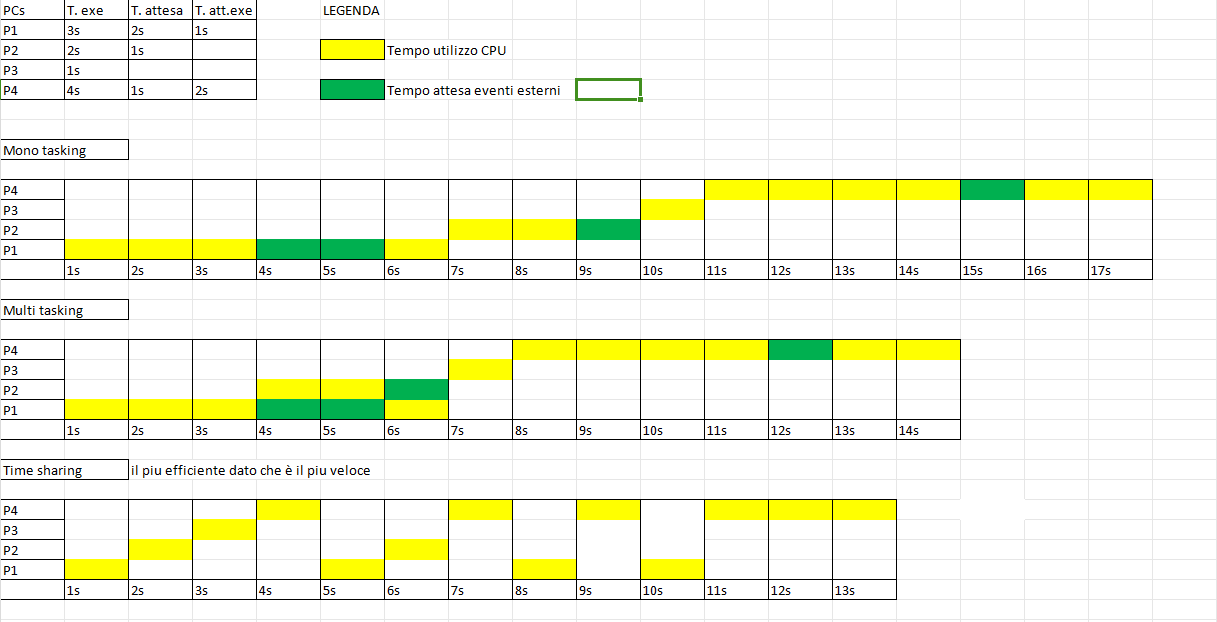 PCs T. exe T. attesa T. att.exe LEGENDA
P1 3s 2s 1s
P2 2s 1s Tempo utilizzo CPU
P3 1s
P4 4s 1s 2s Tempo attesa eventi esterni
Mono tasking
P4
P3
P2
P1
1s 2s 3s 4s 5s 6s 7s 8s 9s 10s 11s 12s 13s 14s 15s 16s 17s
Multi tasking
P4
P3
P2
P1
1s 2s 3s 4s 5s 6s 7s 8s 9s 10s 11s 12s 13s 14s
Time sharing il piu efficiente dato che è il piu veloce
P4
P3
P2
P1
1s 2s 3s 4s 5s 6s 7s 8s 9s 10s 11s 12s 13s